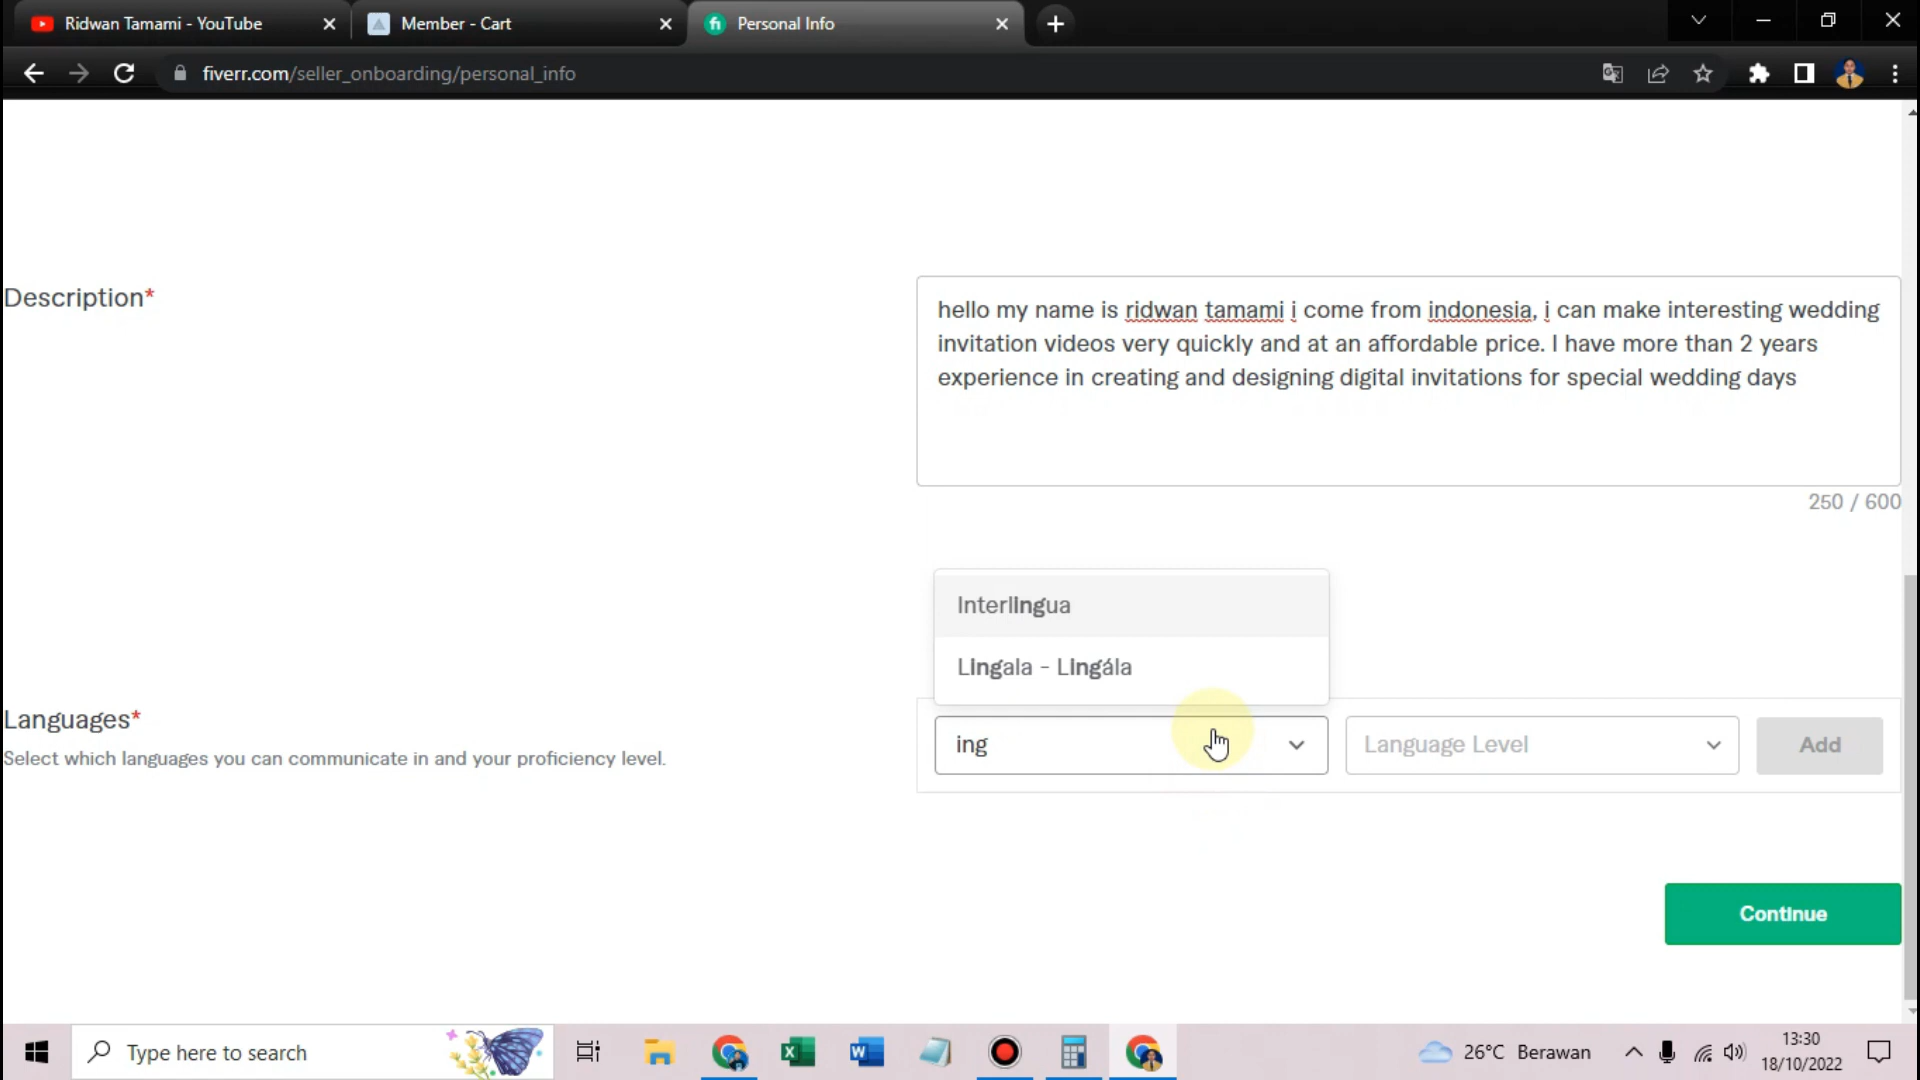 Ridwan Tamami - YouTube
Member - Cart
Personal Info
fiverr.com/seller_onboarding/personal_info
Description*
hello my name is ridwan tamami i come from indonesia, i can make interesting wedding
invitation videos very quickly and at an affordable price. I have more than 2 years
experience in creating and designing digital invitations for special wedding days
250 / 600
Interlingua
Lingala - Lingála
Languages*
Select which languages you can communicate in and your proficiency level.
ing
Language Level
Add
Continue
Type here to search
26°C Berawan
13:30
18/10/2022